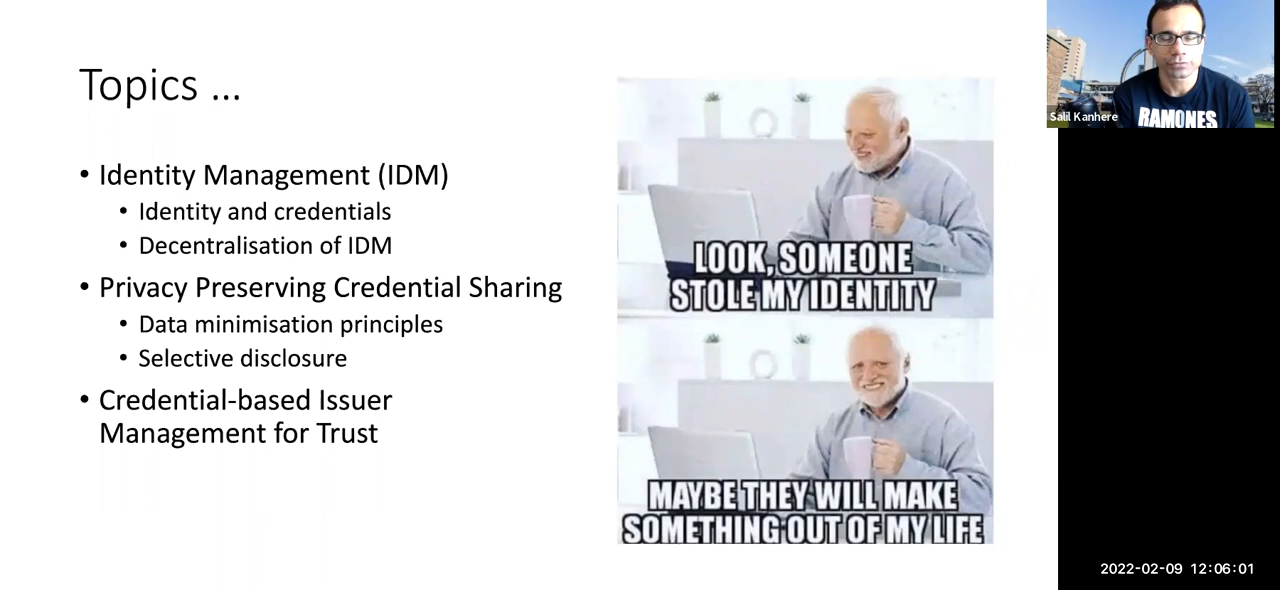 Topics ...
• Identity Management (IDM)
• Identity and credentials
• Decentralisation of IDM
• Privacy Preserving Credential Sharing
• Data minimisation principles
• Selective disclosure
• Credential-based Issuer
Management for Trust
LOOK, SOMEONE
STOLE MY IDENTITY
MAYBE THEY WILL MAKE
SOMETHING OUT OF MY LIFE
Salil Kanhere
RAMONES
2022-02-09 12:06:01